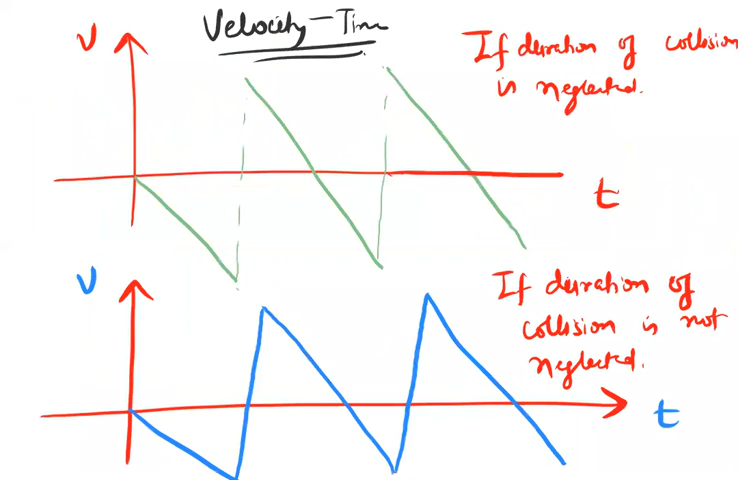 Velocity-Time
V
If duration of collision
is neglected.
t
V
If duration of
collision is not
neglected.
t